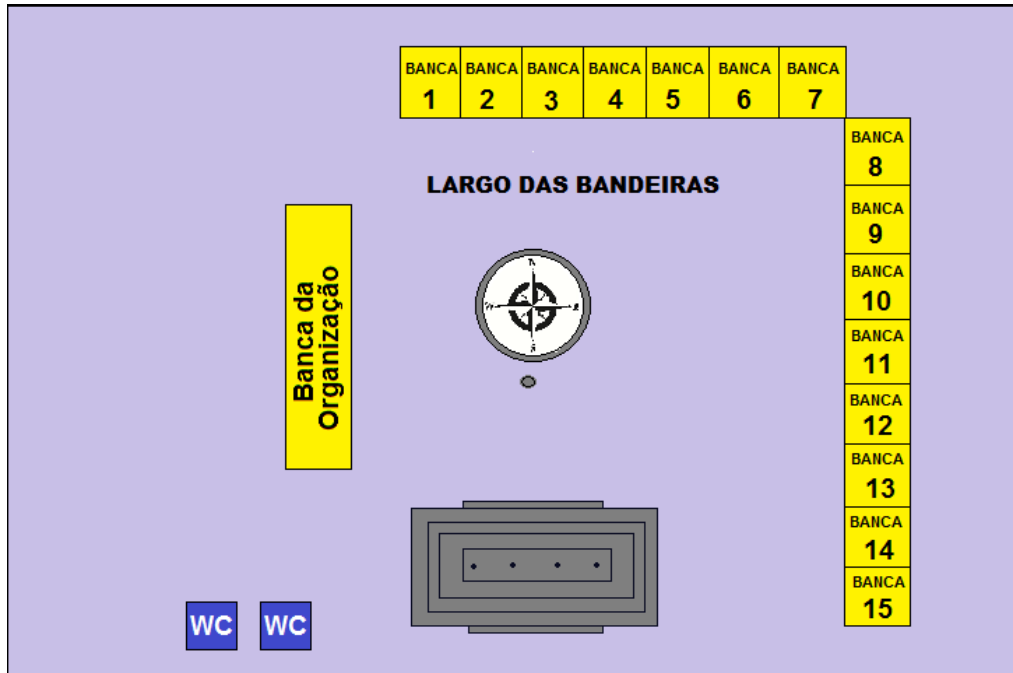 BANCA BANCA BANCA BANCA BANCA BANCA BANCA
1 2 3 4 5 6 7
BANCA
8
LARGO DAS BANDEIRAS
BANCA
9
Banca da
Organização
N
BANCA
10
BANCA
11
BANCA
12
BANCA
13
BANCA
14
BANCA
15
WC WC